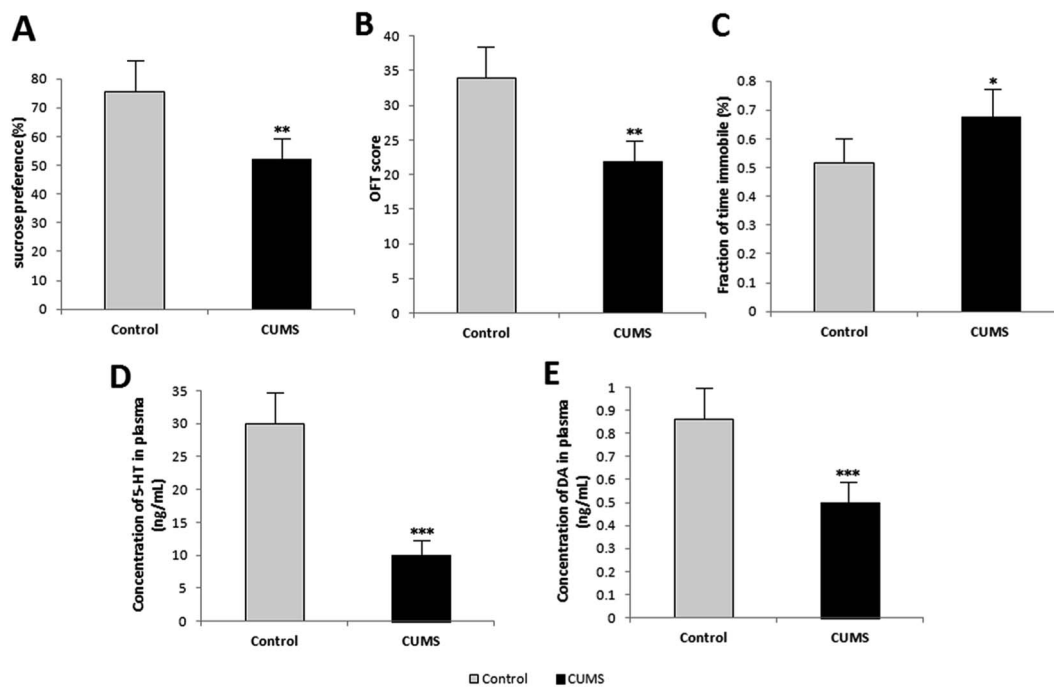 A
sucrose preference (%)
80
70
60
50
40
30
20
10
0
**
Control
CUMS
B
OFT score
40
35
30
25
20
15
10
5
0
**
Control
CUMS
C
Fraction of time immobile (%)
0.8
0.7
0.6
0.5
0.4
0.3
0.2
0.1
0
*
Control
CUMS
D
Concentration of 5-HT in plasma
(ng/mL)
35
30
25
20
15
10
5
0
***
Control
CUMS
E
Concentration of DA in plasma
(ng/mL)
1
0.9
0.8
0.7
0.6
0.5
0.4
0.3
0.2
0.1
0
***
Control
CUMS
Control CUMS